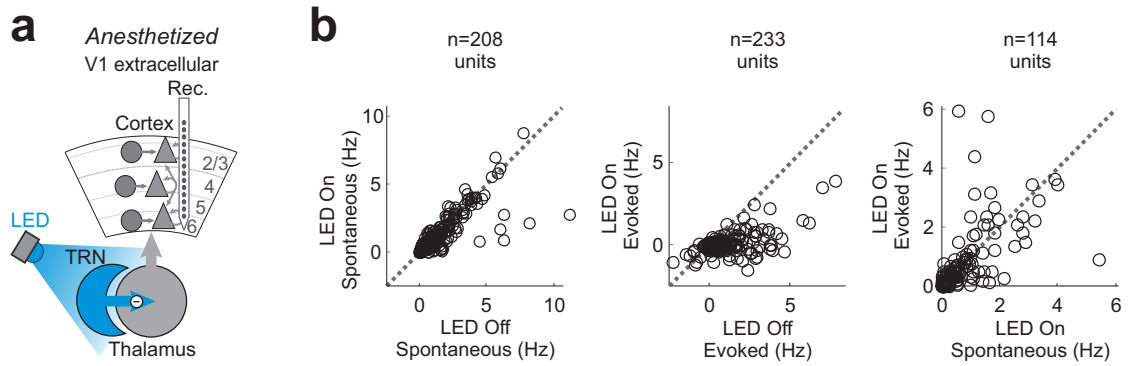 a
Anesthetized
V1 extracellular
Rec.
Cortex
2/3
4
5
6
LED
TRN
−
Thalamus
b
n=208
units
LED On
Spontaneous (Hz)
10
5
0
0
5
10
LED Off
Spontaneous (Hz)
n=233
units
LED On
Evoked (Hz)
5
0
0
5
LED Off
Evoked (Hz)
n=114
units
LED On
Evoked (Hz)
6
4
2
0
0
2
4
6
LED On
Spontaneous (Hz)